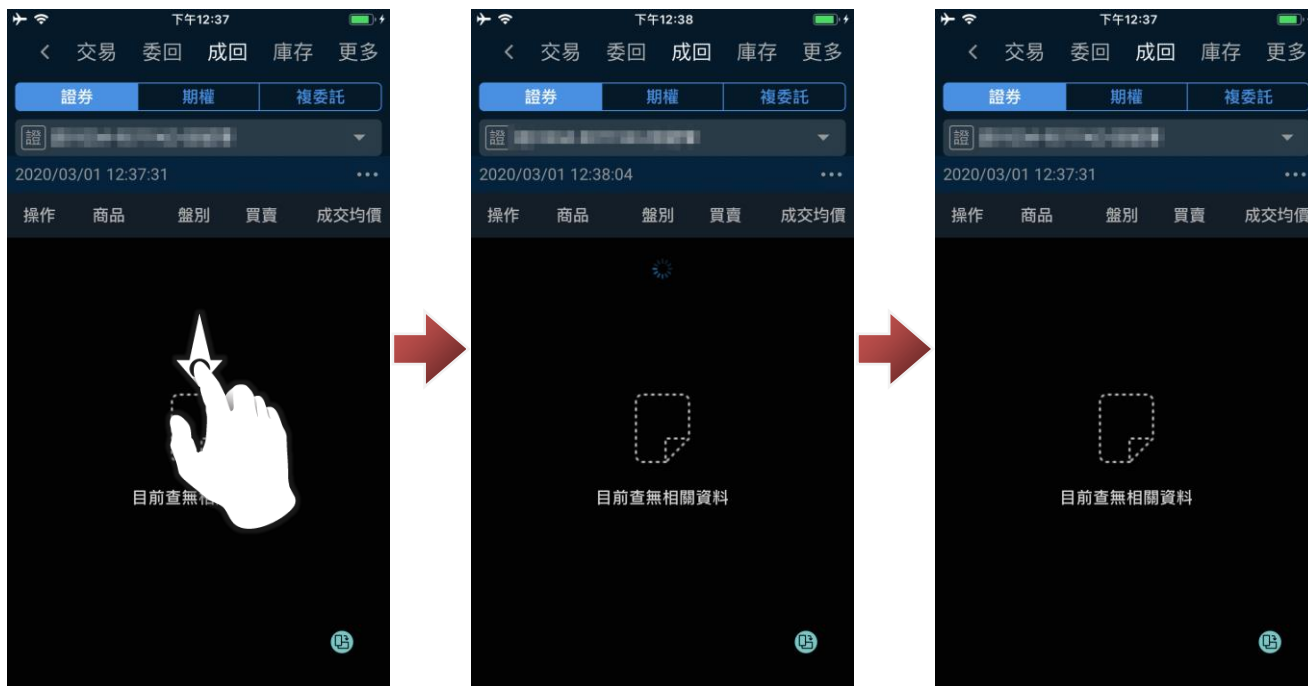 下午12:37
交易 委回 成回 庫存 更多
證券 期權 複委託
證
2020/03/01 12:37:31
操作 商品 盤別 買賣 成交均價
目前查無
下午12:38
交易 委回 成回 庫存 更多
證券 期權 複委託
證
2020/03/01 12:38:04
操作 商品 盤別 買賣 成交均價
目前查無相關資料
下午12:37
交易 委回 成回 庫存 更多
證券 期權 複委託
證
2020/03/01 12:37:31
操作 商品 盤別 買賣 成交均價
目前查無相關資料